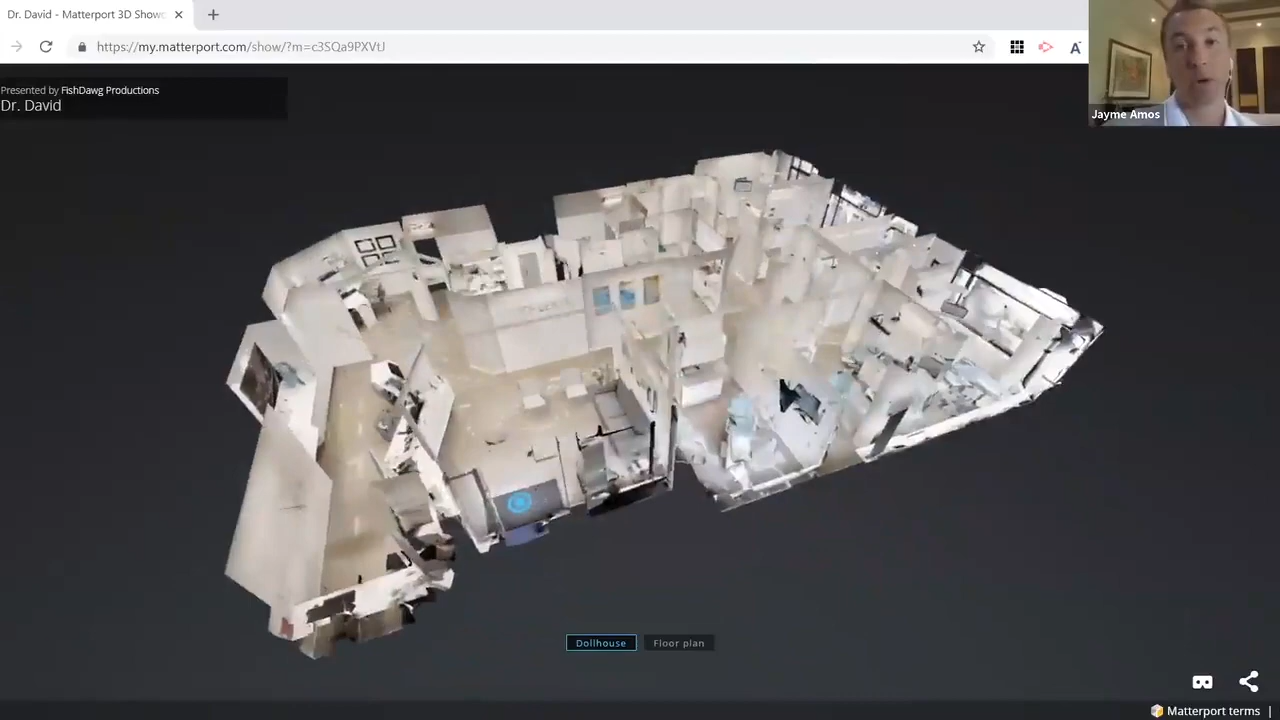 Dr. David - Matterport 3D Showc
https://my.matterport.com/show/?m=c3SQa9PXVtJ
Presented by FishDawg Productions
Dr. David
Jayme Amos
Dollhouse
Floor plan
Matterport terms